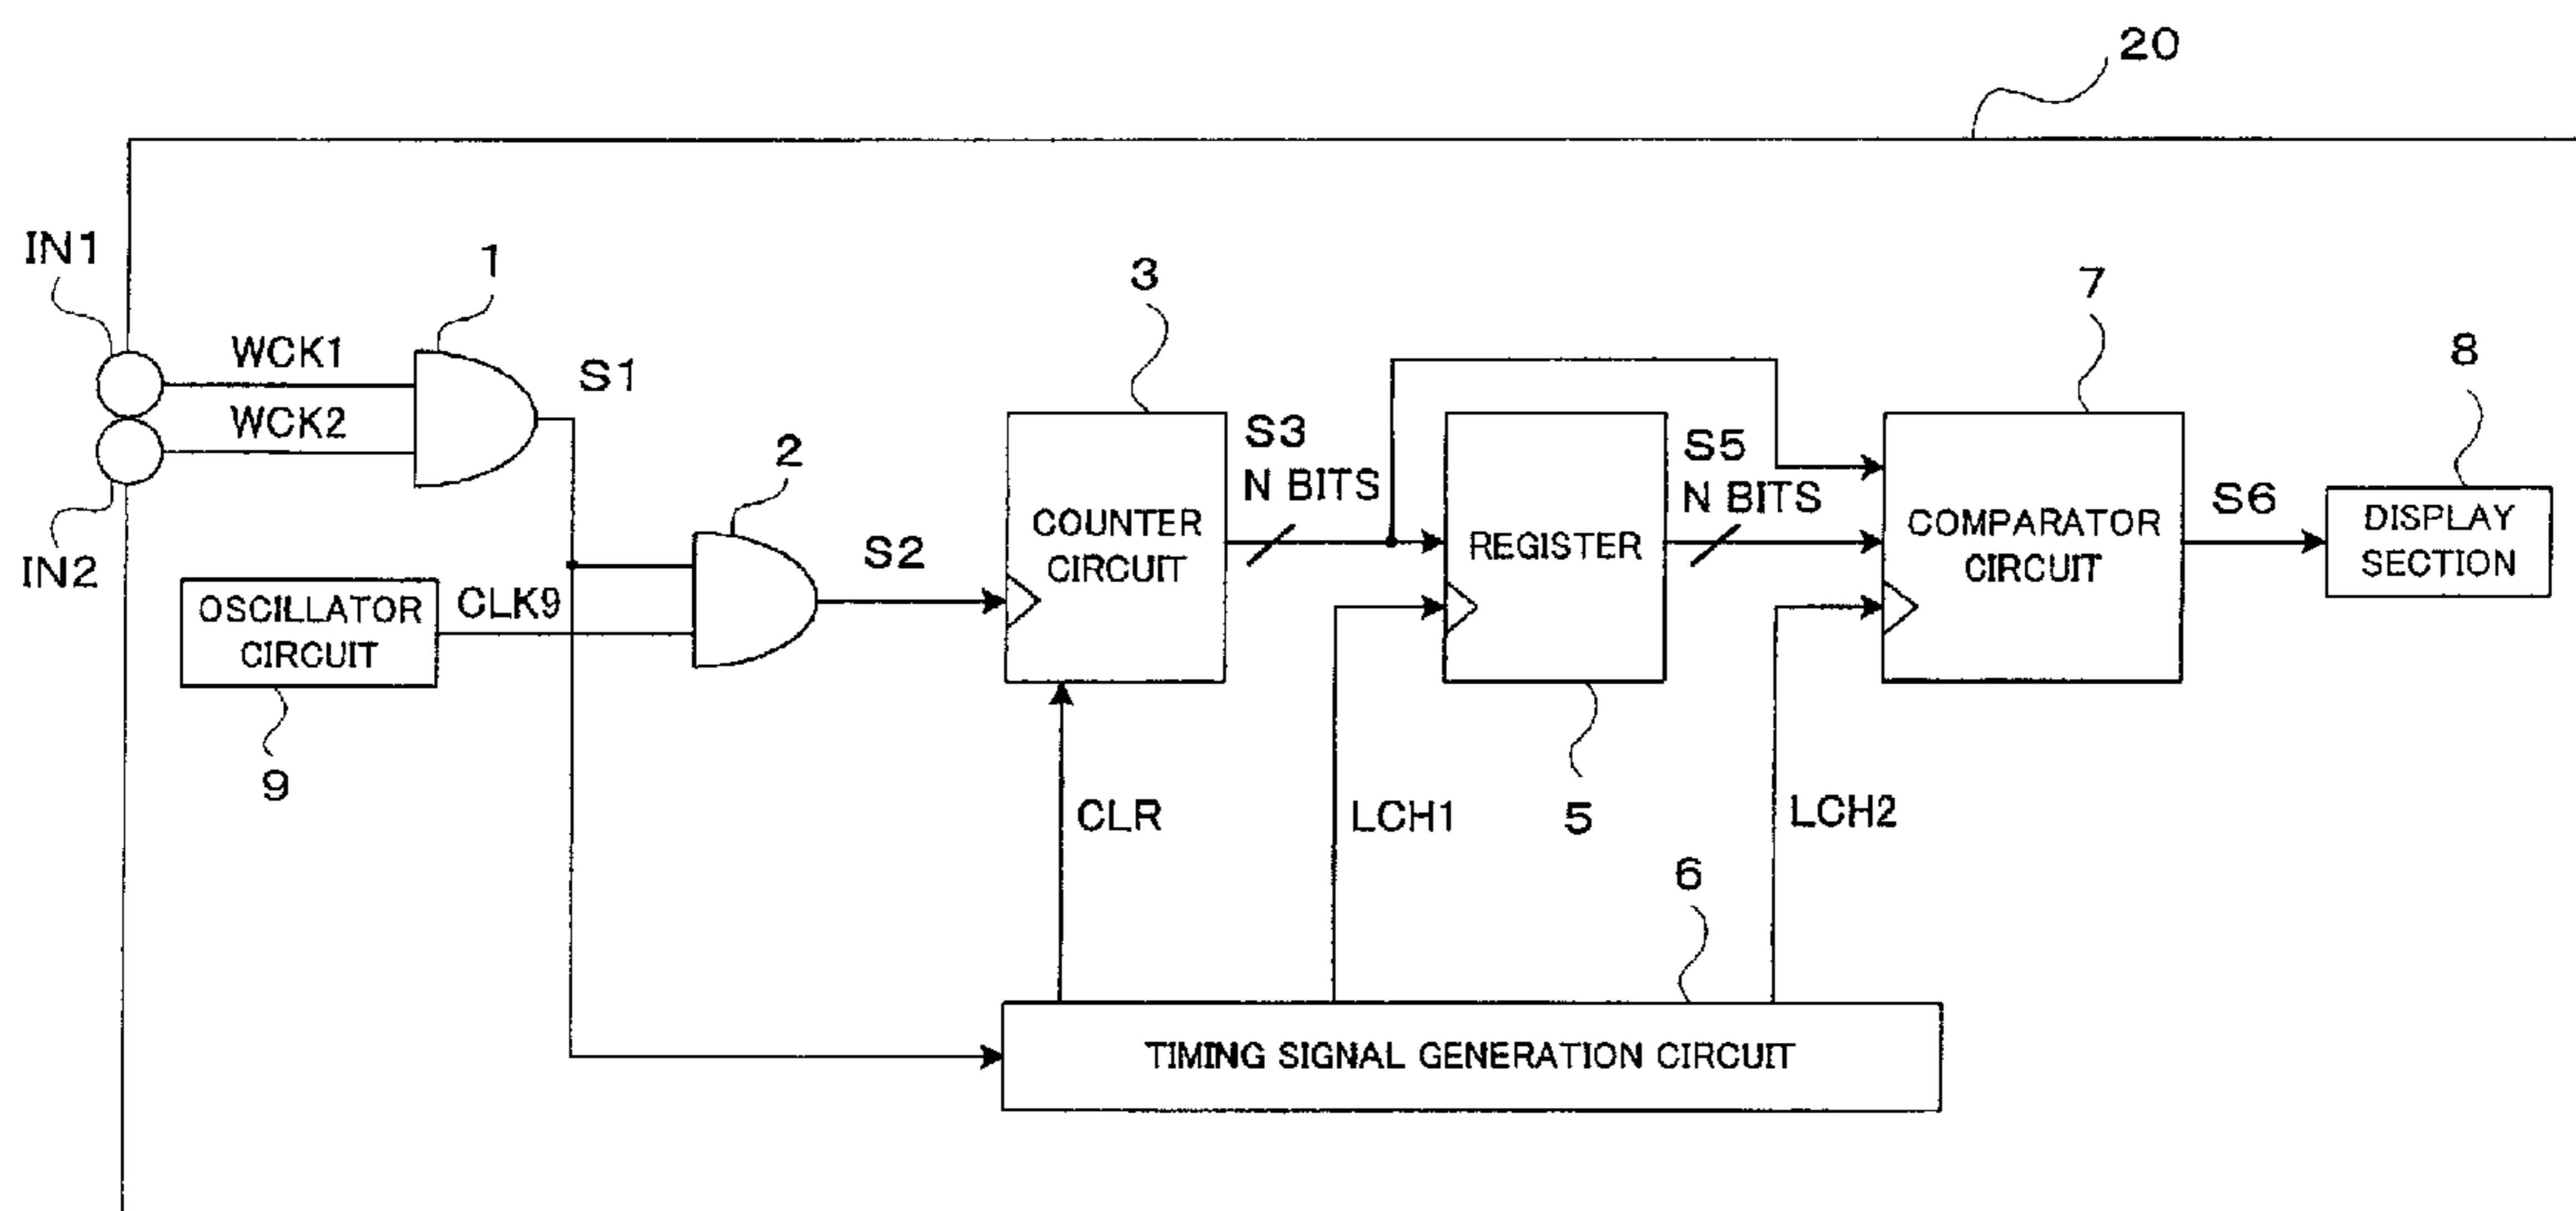 20
IN1
1
3
7
WCK1
S1
8
WCK2
2
S3
N BITS
S5
N BITS
IN2
S2
COUNTER
CIRCUIT
REGISTER
COMPARATOR
CIRCUIT
S6
DISPLAY
SECTION
OSCILLATOR
CIRCUIT
CLK9
9
CLR
LCH1
5
LCH2
6
TIMING SIGNAL GENERATION CIRCUIT